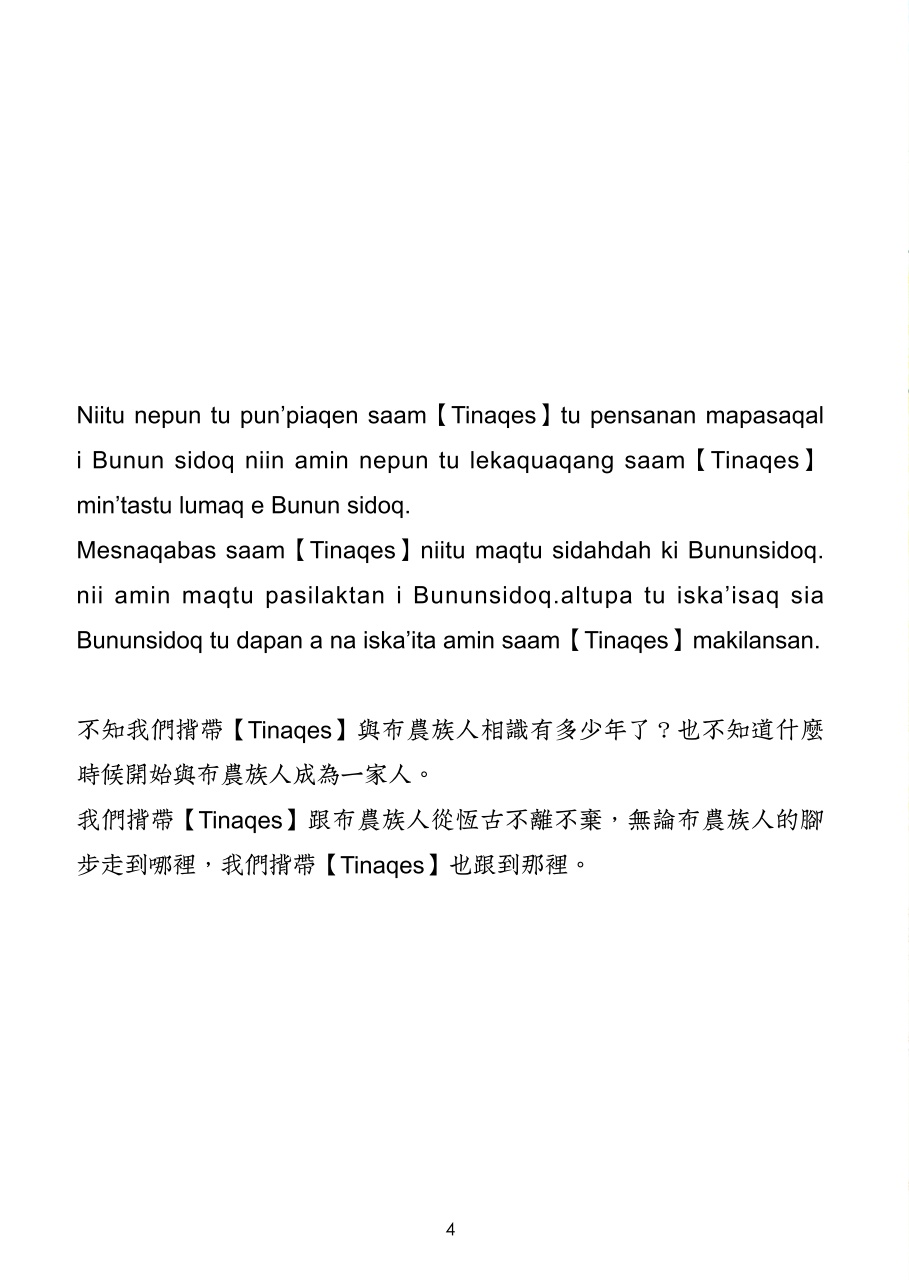 Niitu nepun tu pun’piaqen saam【Tinaqes】tu pensanan mapasaqal
i Bunun sidoq niin amin nepun tu lekaquaqang saam【Tinaqes】
min’tastu lumaq e Bunun sidoq.
Mesnaqabas saam【Tinaqes】niitu maqtu sidahdah ki Bununsidoq.
nii amin maqtu pasilaktan i Bununsidoq.altupa tu iska’isaq sia
Bununsidoq tu dapan a na iska’ita amin saam【Tinaqes】makilansan.
不知我們揹帶【Tinaqes】與布農族人相識有多少年了？也不知道什麼
時候開始與布農族人成為一家人。
我們揹帶【Tinaqes】跟布農族人從恆古不離不棄，無論布農族人的腳
步走到哪裡，我們揹帶【Tinaqes】也跟到那裡。
4